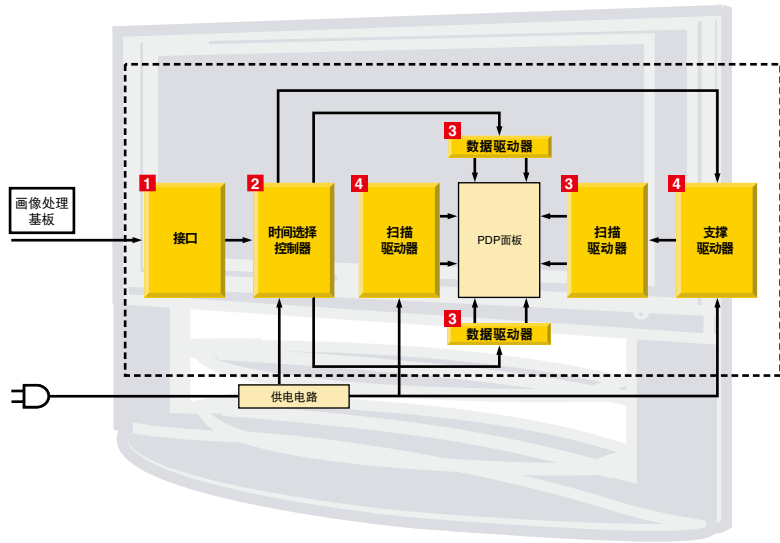 3
数据驱动器
1
2
4
3
4
画像处理
基板
接口
时间选择
控制器
扫描
驱动器
PDP面板
扫描
驱动器
支撑
驱动器
3
数据驱动器
供电电路